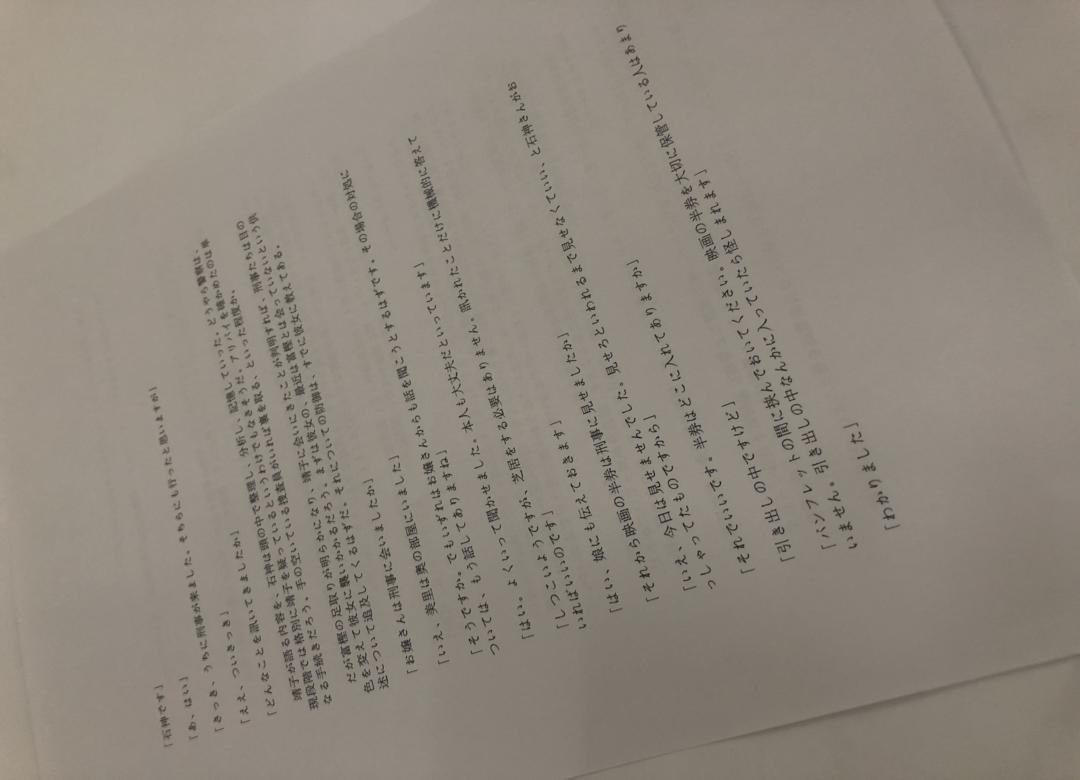 「石神です」
「あ、はい」
「さっき、うちに刑事が来ました。そちらにも行ったと思いますが」
「ええ、ついさっき」
「どんなことを訊いてきましたか」
靖子が語る内容を、石神は頭の中で整理し、分析し、記憶していった。どうやら警察は、
現段階では格別に靖子を疑っているというわけでもなさそうだ。アリバイを確かめたのは単
なる手続きだろう。手の空いている捜査員がいれば裏を取る、といった程度か。
だが富樫の足取りが明らかになり、靖子に会いにきたことが判明すれば、刑事たちは目の
色を変えて彼女に襲いかかるだろう。まずは彼女の、最近は富樫とは会っていないという供
述について追及してくるはずだ。それについての防御は、すでに彼女に教えてある。
「お嬢さんは刑事に会いましたか」
「いえ、美里は奥の部屋にいました」
「そうですか。でもいずれはお嬢さんからも話を聞こうとするはずです。その場合の対処に
ついては、もう話してありますね」
「はい。よくいって聞かせました。本人も大丈夫だといっています」
「しつこいようですが、芝居をする必要はありません。訊かれたことだけに機械的に答えて
いればいいのです」
「はい、娘にも伝えておきます」
「それから映画の半券は刑事に見せましたか」
「いえ、今日は見せませんでした。見せろといわれるまで見せなくていい、と石神さんがお
っしゃってたものですから」
「それでいいです。半券はどこに入れてありますか」
「引き出しの中ですけど」
「パンフレットの間に挟んでおいてください。映画の半券を大切に保管している人はあまり
いません。引き出しの中なんかに入っていたら怪しまれます」
「わかりました」